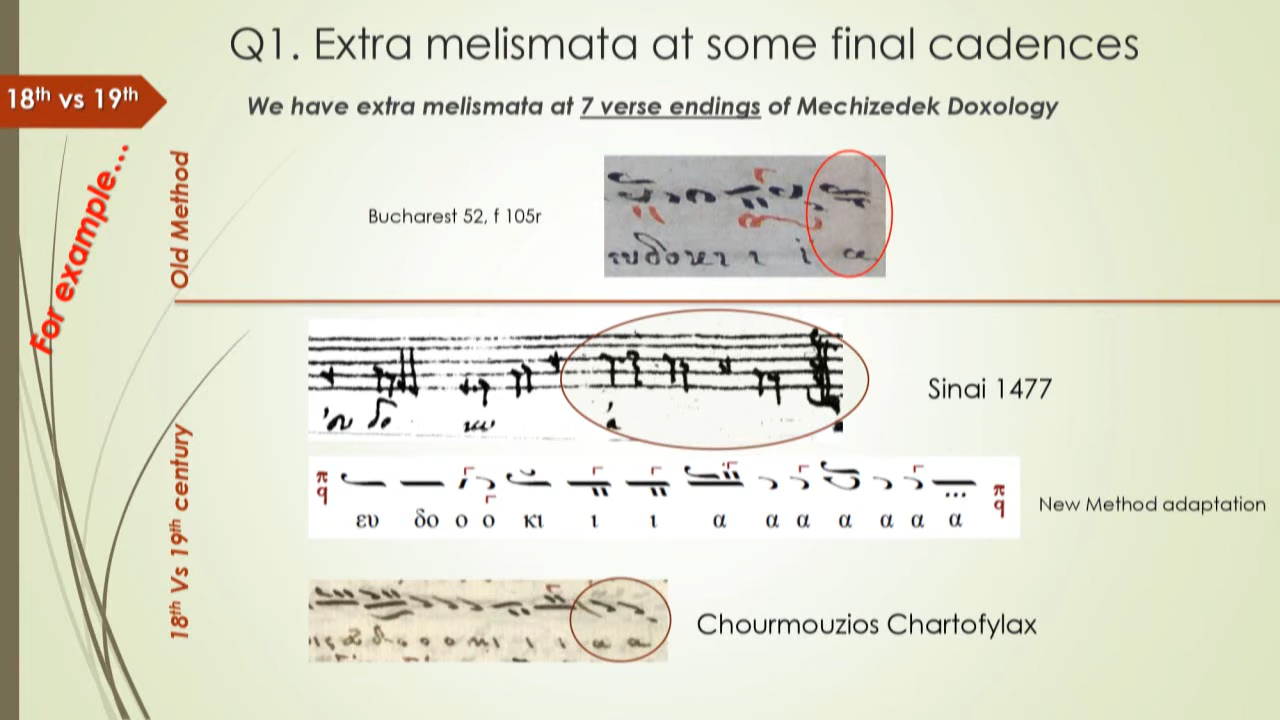 Q1. Extra melismata at some final cadences
18th vs 19th
We have extra melismata at 7 verse endings of Mechizedek Doxology
For example...
Old Method
Bucharest 52, f 105r
18th Vs 19th century
Sinai 1477
π
q
ευ δο ο ο κι ι ι α α α α α α α
π
q
New Method adaptation
Chourmouzios Chartofylax